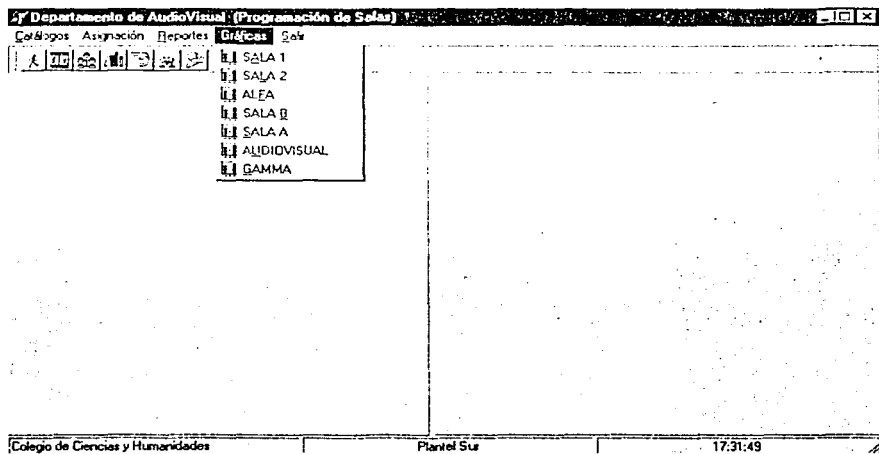 Departamento de AudioVisual (Programación de Salas)
Catálogos Asignación Reportes Gráficas Salir
SALA 1
SALA 2
ALFA
SALA B
SALA A
AUDIOVISUAL
GAMMA
Colegio de Ciencias y Humanidades Plantel Sur 17:31:49